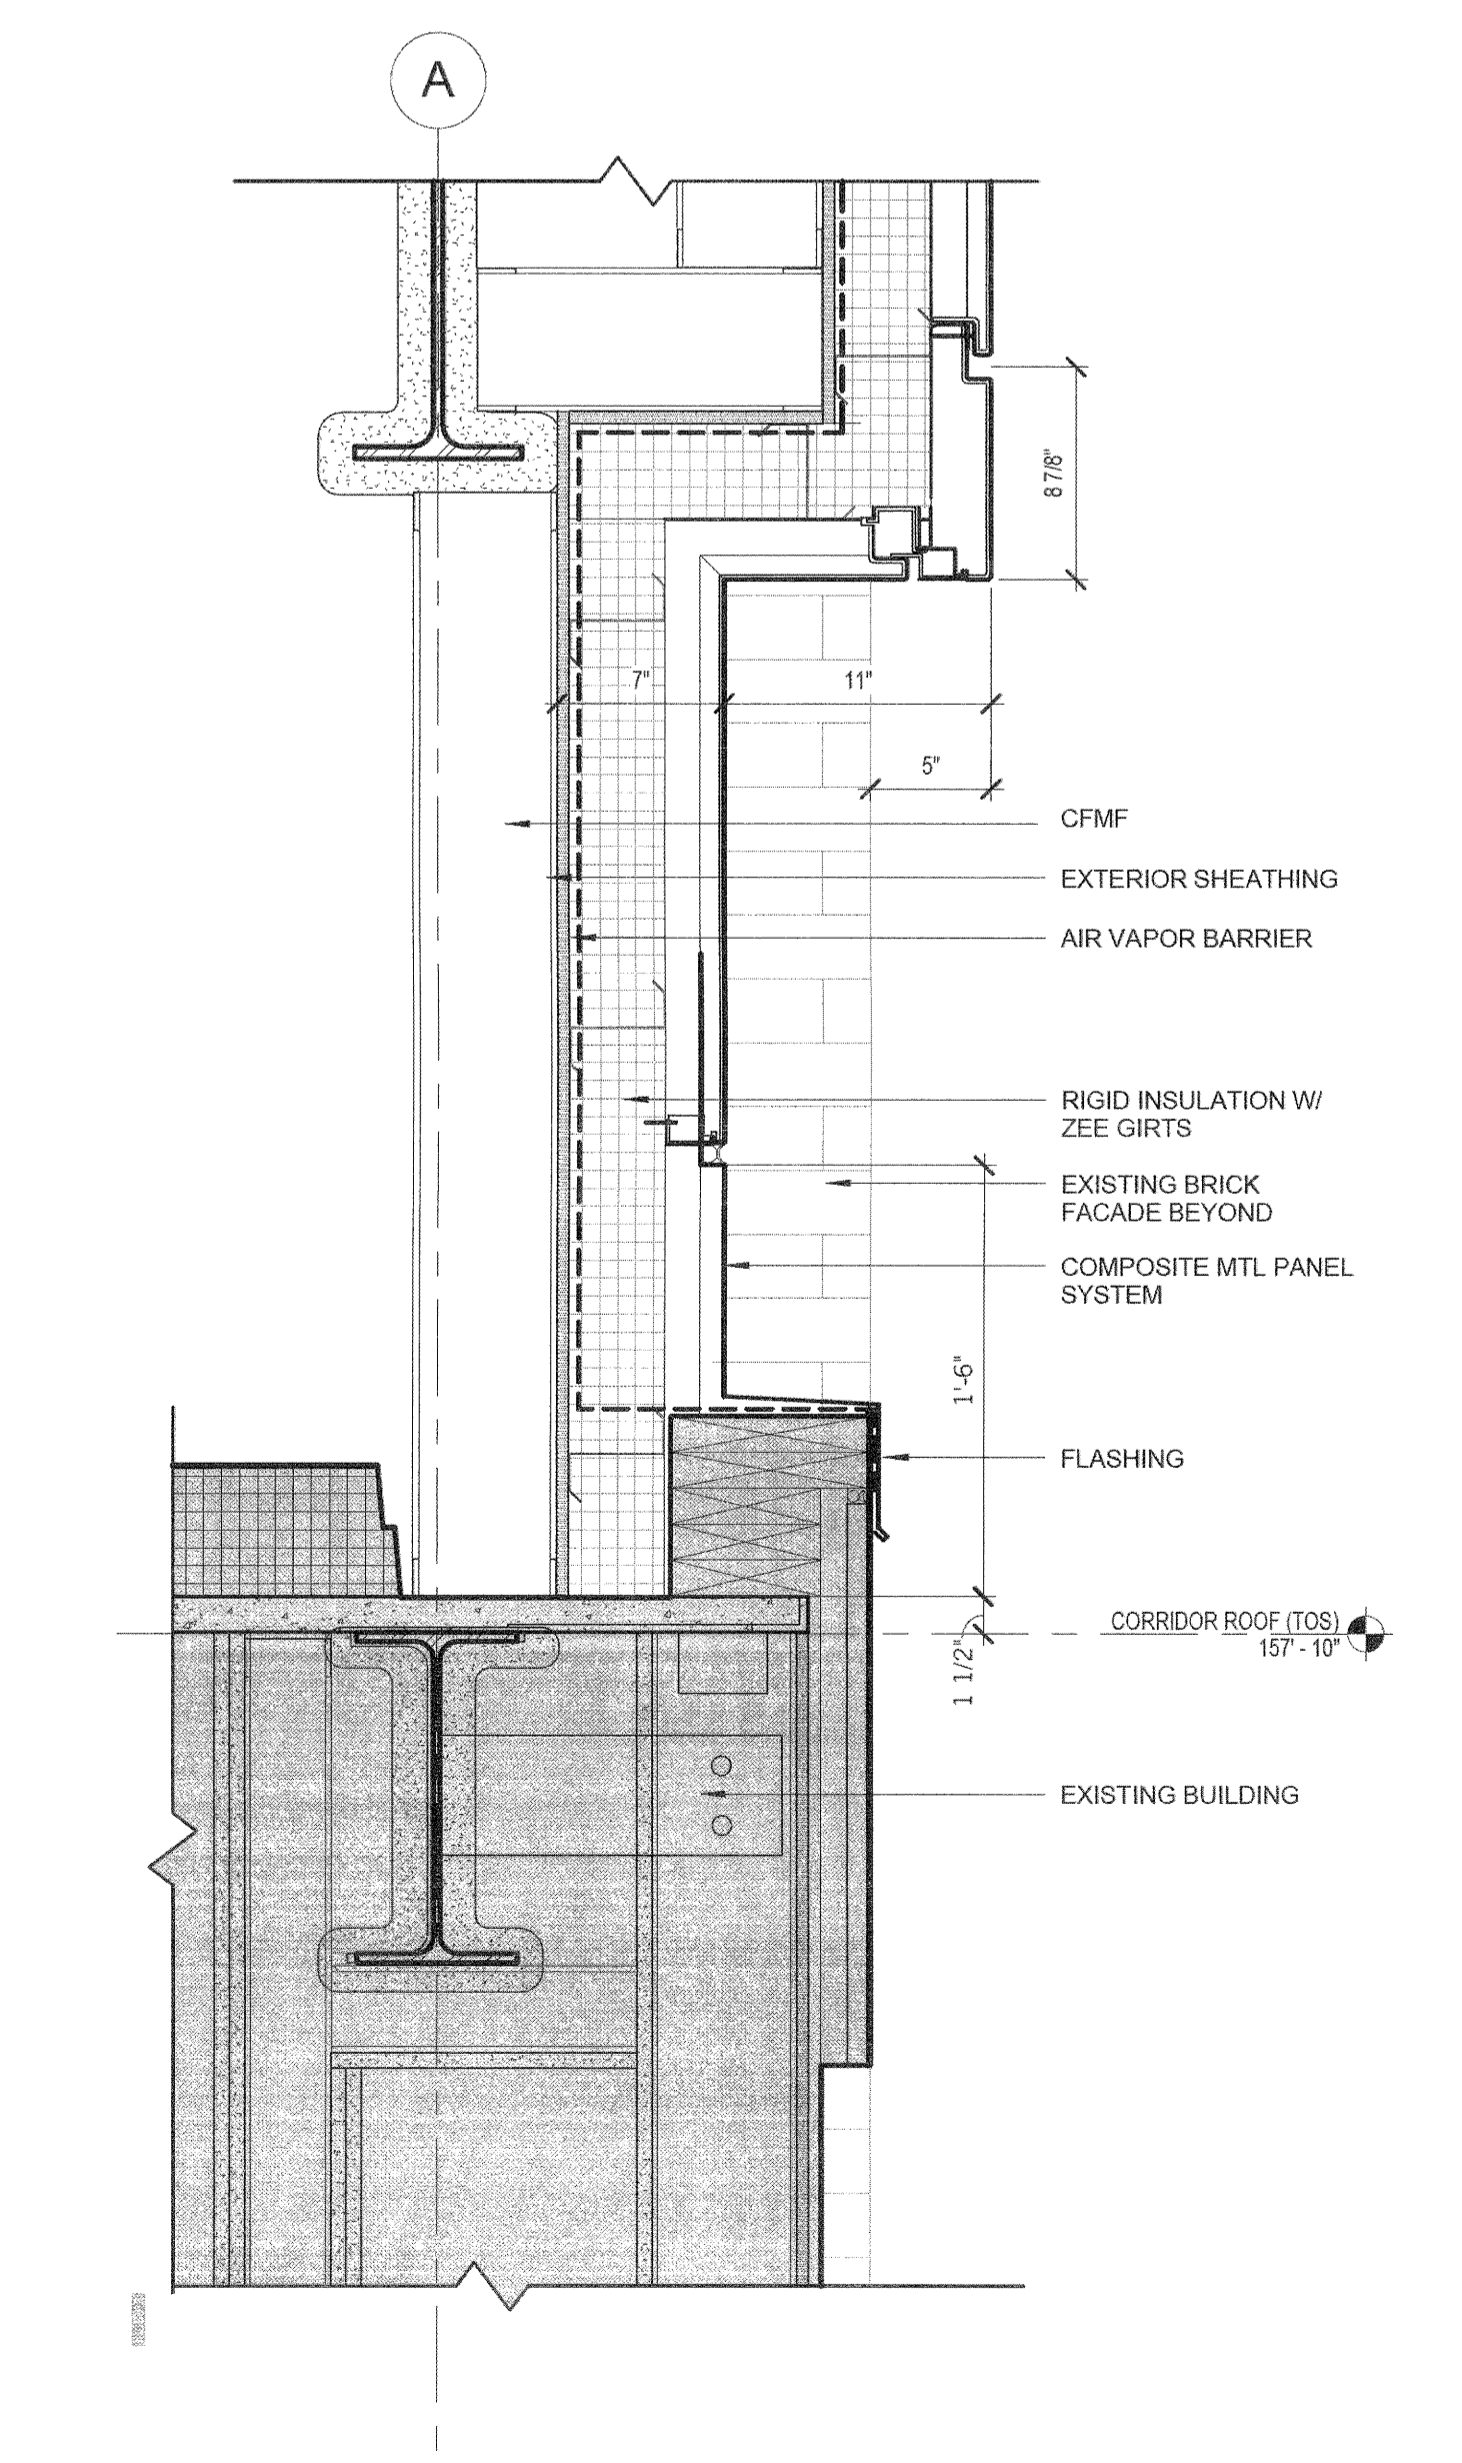 A
8 7/8"
7"
11"
5"
CFMF
EXTERIOR SHEATHING
AIR VAPOR BARRIER
RIGID INSULATION W/
ZEE GIRTS
EXISTING BRICK
FACADE BEYOND
COMPOSITE MTL PANEL
SYSTEM
1'-6"
FLASHING
CORRIDOR ROOF (TOS)
157' - 10"
1 1/2"
EXISTING BUILDING